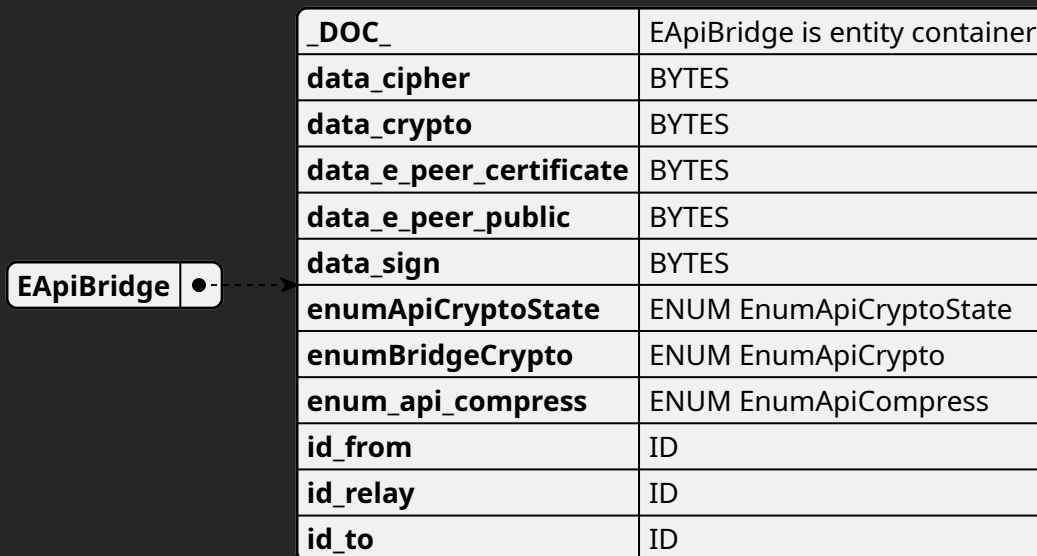 _DOC_ EApiBridge is entity container
data_cipher BYTES
data_crypto BYTES
data_e_peer_certificate BYTES
data_e_peer_public BYTES
data_sign BYTES
EApiBridge
enumApiCryptoState ENUM EnumApiCryptoState
enumBridgeCrypto ENUM EnumApiCrypto
enum_api_compress ENUM EnumApiCompress
id_from ID
id_relay ID
id_to ID